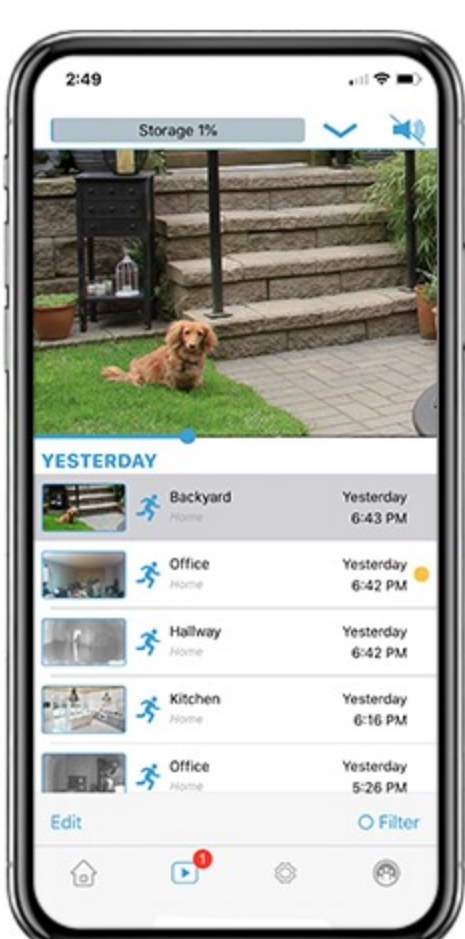 2:49
Storage 1%
YESTERDAY
Backyard Yesterday
Home 6:43 PM
Office Yesterday
Home 6:42 PM
Hallway Yesterday
Home 6:42 PM
Kitchen Yesterday
Home 6:16 PM
Office Yesterday
Home 5:26 PM
Edit Filter
1